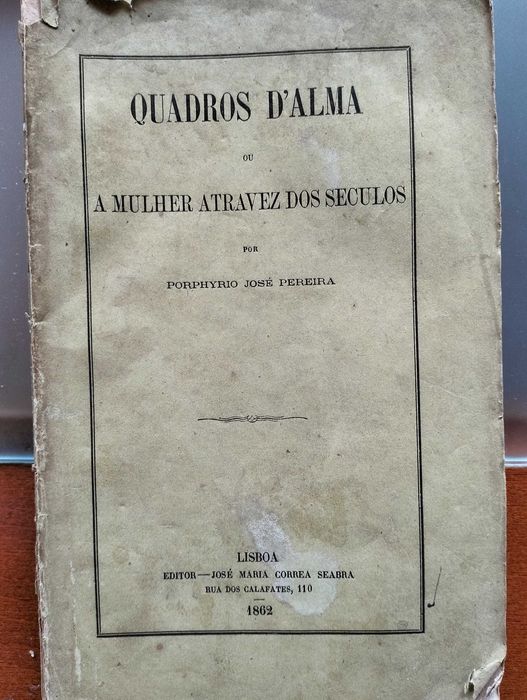 QUADROS D'ALMA
OU
A MULHER ATRAVEZ DOS SECULOS
POR
PORPHYRIO JOSÉ PEREIRA
LISBOA
EDITOR—JOSÉ MARIA CORREA SEABRA
RUA DOS CALAFATES, 110
1862